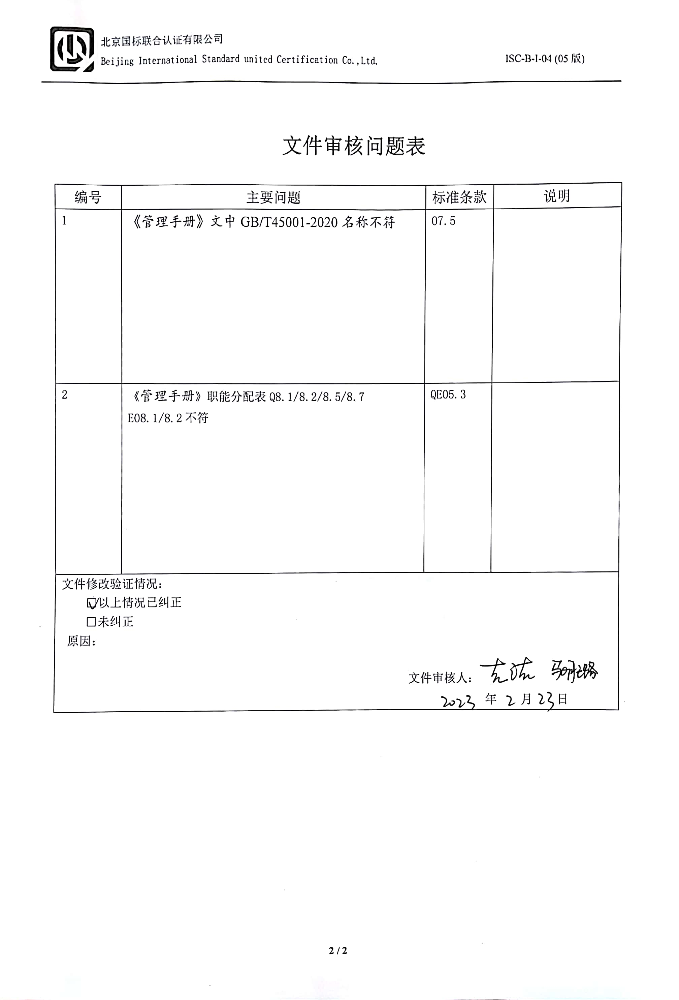 北京国标联合认证有限公司
Beijing International Standard united Certification Co.,Ltd.
ISC-B-I-04 (05 版)
文件审核问题表
编号 主要问题 标准条款 说明
1 《管理手册》文中 GB/T45001-2020 名称不符 O7.5
2 《管理手册》职能分配表 Q8.1/8.2/8.5/8.7 QEO5.3
EO8.1/8.2 不符
文件修改验证情况：
☑以上情况已纠正
□未纠正
原因：
文件审核人：
2023 年 2 月 23 日
2 / 2